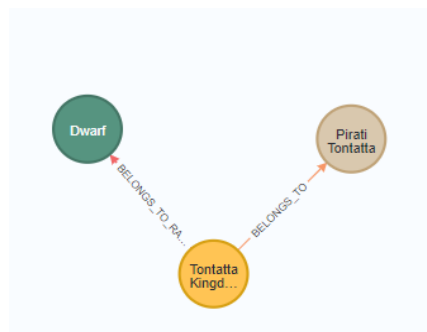 Dwarf
Pirati
Tontatta
BELONGS_TO_RA...
BELONGS_TO
Tontatta
Kingd...